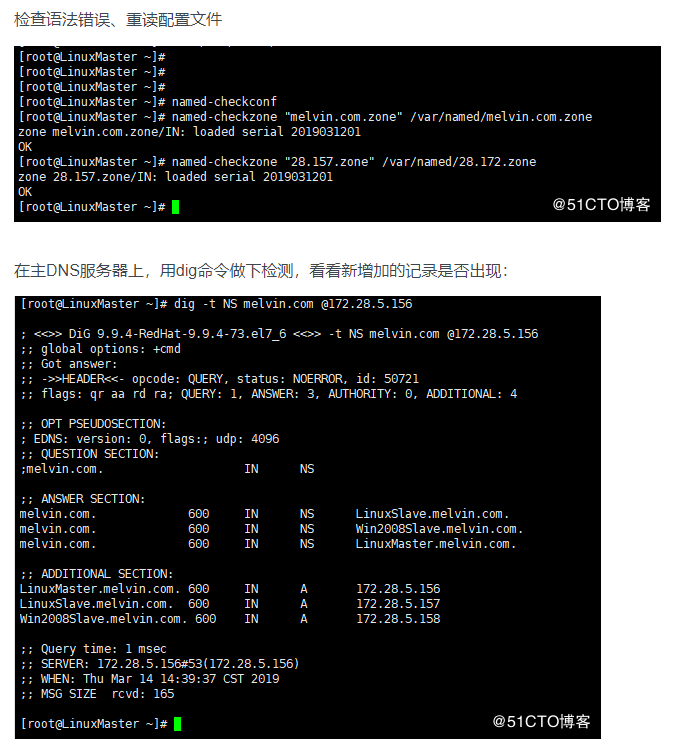 检查语法错误、重读配置文件
[root@LinuxMaster ~]#
[root@LinuxMaster ~]#
[root@LinuxMaster ~]#
[root@LinuxMaster ~]# named-checkconf
[root@LinuxMaster ~]# named-checkzone "melvin.com.zone" /var/named/melvin.com.zone
zone melvin.com.zone/IN: loaded serial 2019031201
OK
[root@LinuxMaster ~]# named-checkzone "28.157.zone" /var/named/28.172.zone
zone 28.157.zone/IN: loaded serial 2019031201
OK
[root@LinuxMaster ~]#
@51CTO博客
在主DNS服务器上，用dig命令做下检测，看看新增加的记录是否出现：
[root@LinuxMaster ~]# dig -t NS melvin.com @172.28.5.156
; <<>> DiG 9.9.4-RedHat-9.9.4-73.el7_6 <<>> -t NS melvin.com @172.28.5.156
;; global options: +cmd
;; Got answer:
;; ->>HEADER<<- opcode: QUERY, status: NOERROR, id: 50721
;; flags: qr aa rd ra; QUERY: 1, ANSWER: 3, AUTHORITY: 0, ADDITIONAL: 4
;; OPT PSEUDOSECTION:
; EDNS: version: 0, flags:; udp: 4096
;; QUESTION SECTION:
;melvin.com. IN NS
;; ANSWER SECTION:
melvin.com. 600 IN NS LinuxSlave.melvin.com.
melvin.com. 600 IN NS Win2008Slave.melvin.com.
melvin.com. 600 IN NS LinuxMaster.melvin.com.
;; ADDITIONAL SECTION:
LinuxMaster.melvin.com. 600 IN A 172.28.5.156
LinuxSlave.melvin.com. 600 IN A 172.28.5.157
Win2008Slave.melvin.com. 600 IN A 172.28.5.158
;; Query time: 1 msec
;; SERVER: 172.28.5.156#53(172.28.5.156)
;; WHEN: Thu Mar 14 14:39:37 CST 2019
;; MSG SIZE rcvd: 165
[root@LinuxMaster ~]#
@51CTO博客